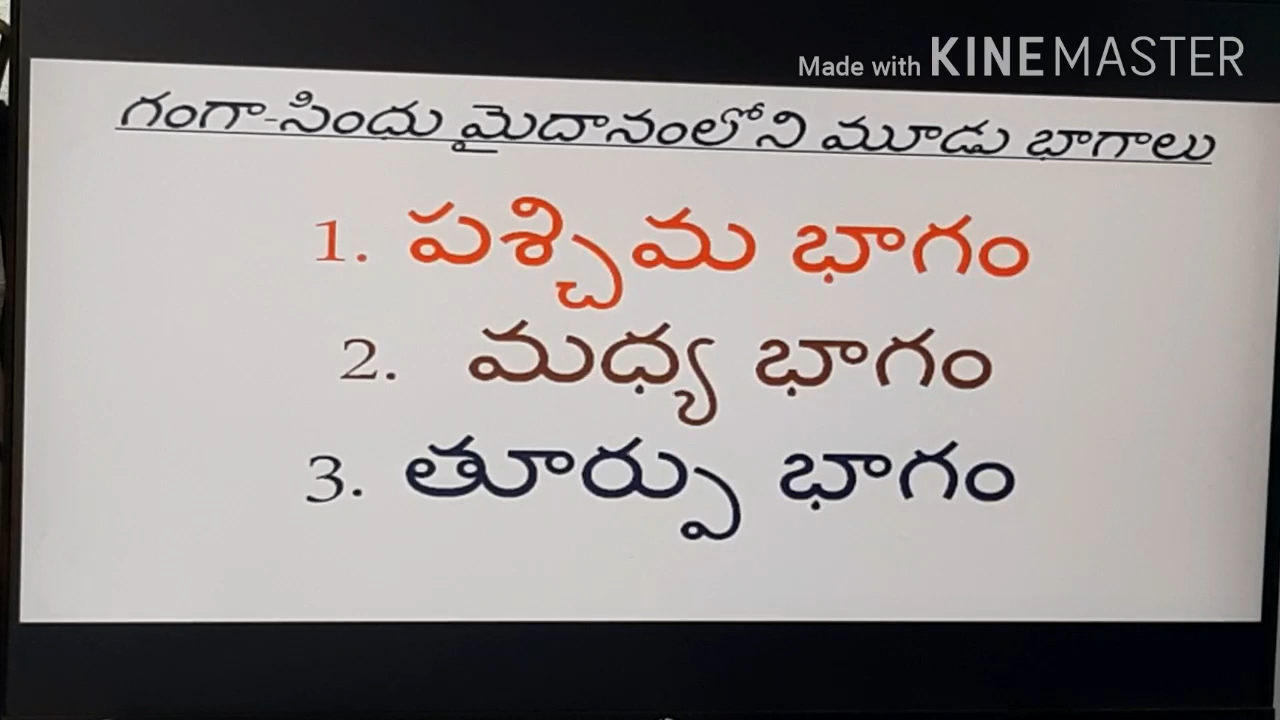 Made with KINEMASTER
గంగా-సింధు మైదానంలోని మూడు భాగాలు
1. పశ్చిమ భాగం
2. మధ్య భాగం
3. తూర్పు భాగం